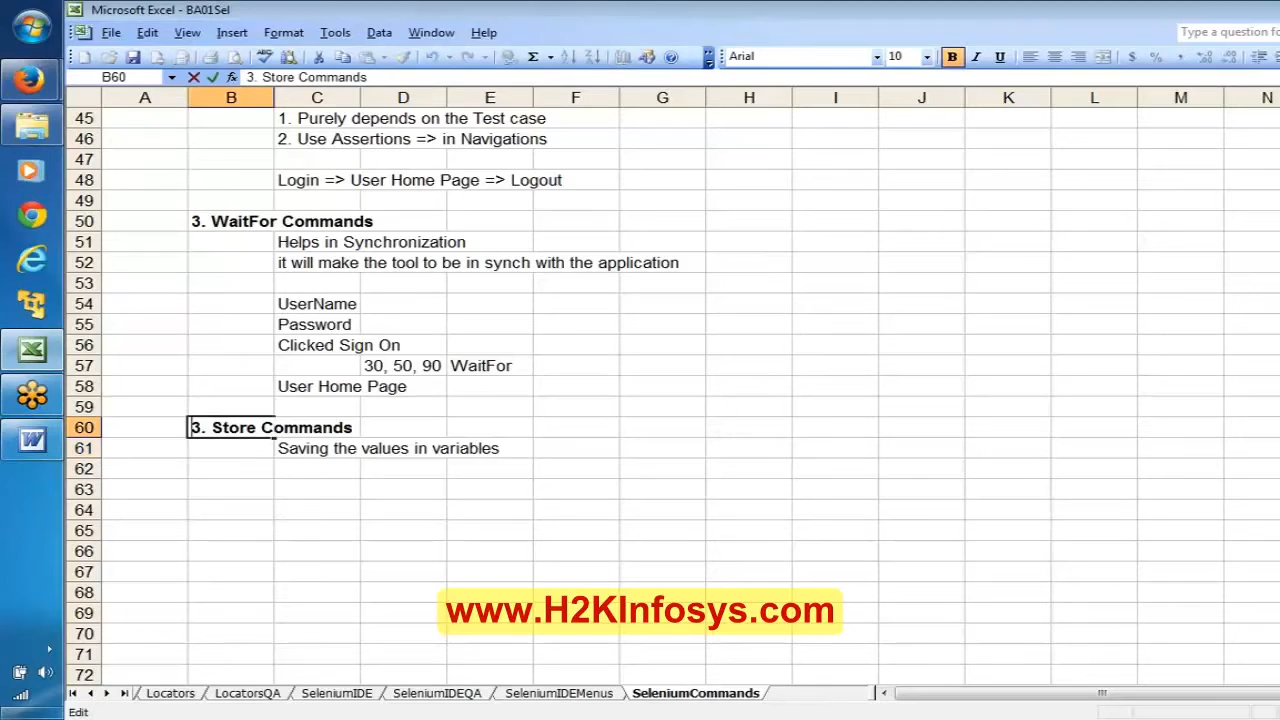 Microsoft Excel - BA01Sel
File Edit View Insert Format Tools Data Window Help
Type a question fo
Arial 10 B I U $ %
B60 fx 3. Store Commands
A B C D E F G H I J K L M N
45 1. Purely depends on the Test case
46 2. Use Assertions => in Navigations
47
48 Login => User Home Page => Logout
49
50 3. WaitFor Commands
51 Helps in Synchronization
52 it will make the tool to be in synch with the application
53
54 UserName
55 Password
56 Clicked Sign On
57 30, 50, 90 WaitFor
58 User Home Page
59
60 3. Store Commands
61 Saving the values in variables
62
63
64
65
66
67
68
www.H2KInfosys.com
69
70
71
72
Locators LocatorsQA SeleniumIDE SeleniumIDEQA SeleniumIDEMenus SeleniumCommands
Edit